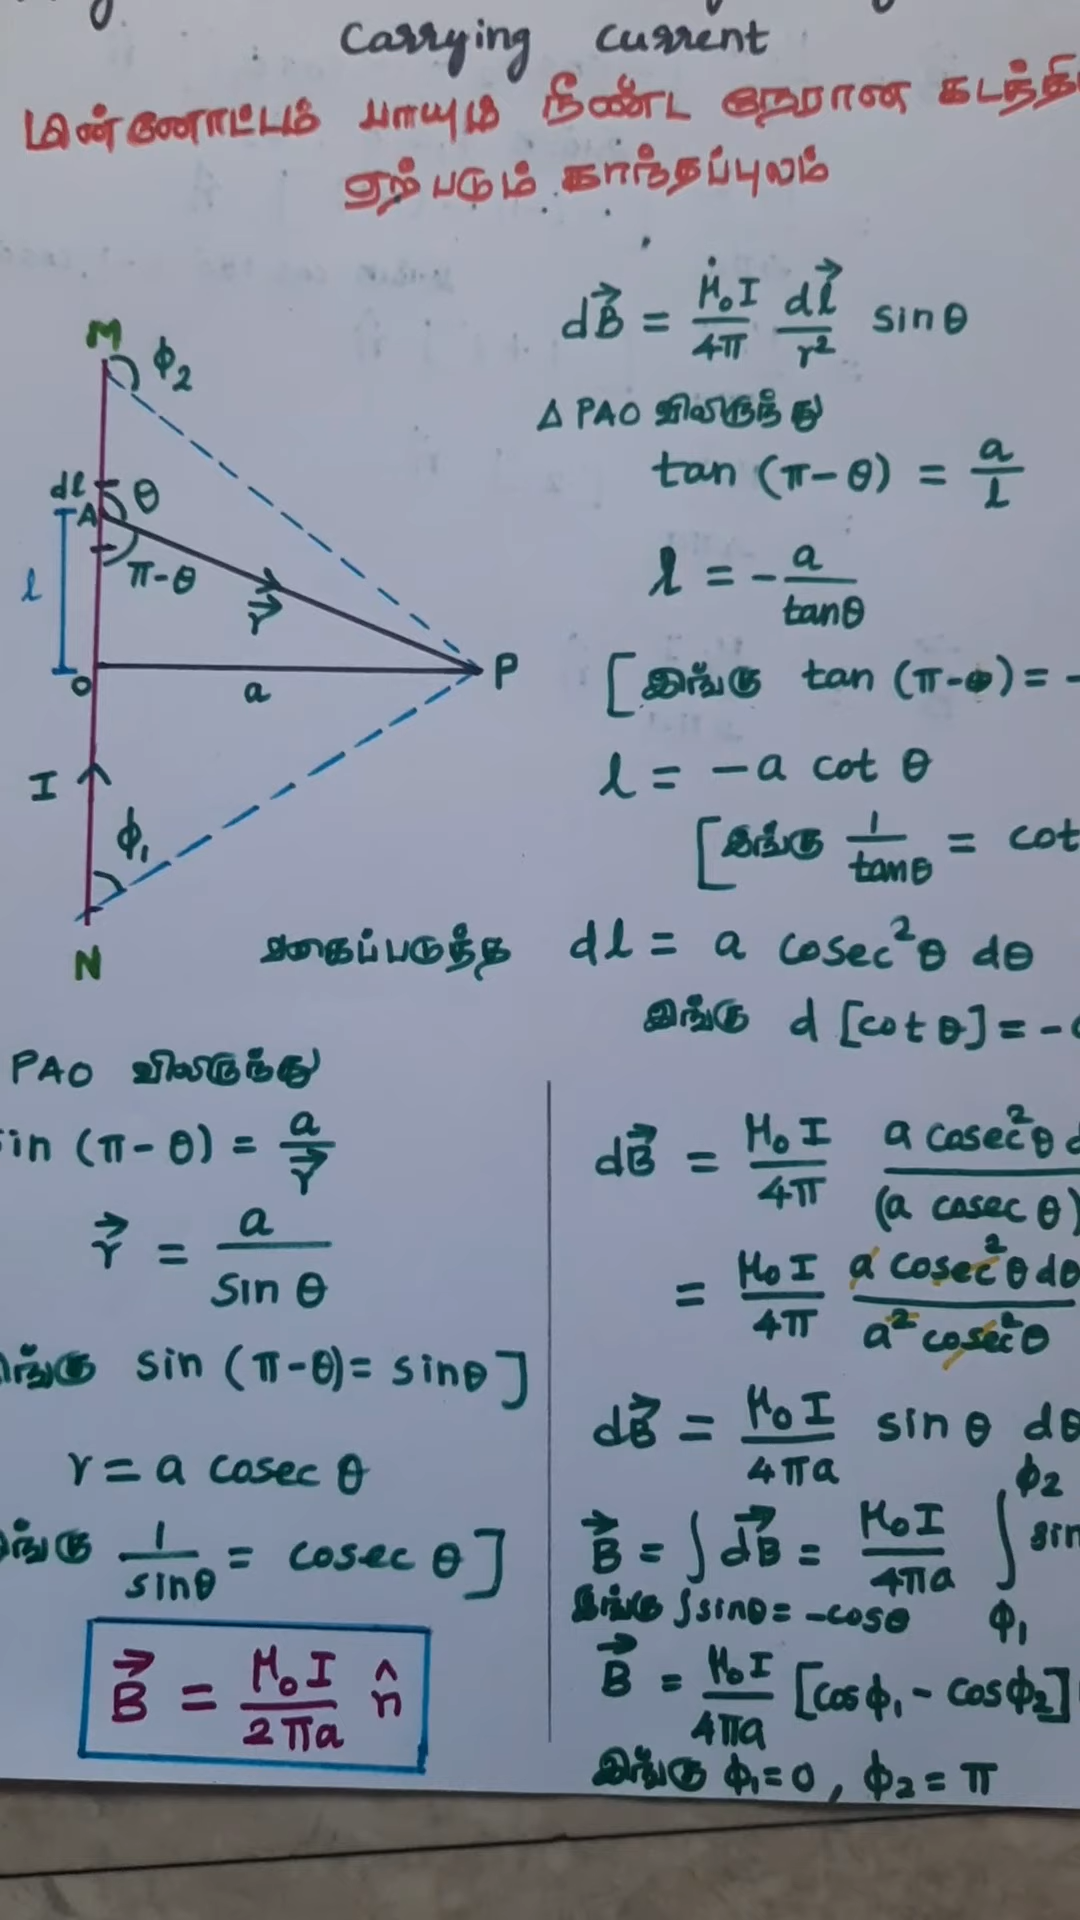 carrying current
மின்னோட்டம் பாயும் நீண்ட நேரான கடத்தி
ஏற்படும் காந்தப்புலம்
M
ϕ₂
dl
θ
A
π-θ
l
r⃗
O
a
P
I
ϕ₁
N
dB⃗ = μ₀I/4π dl⃗/r² sinθ
Δ PAO விலிருந்து
tan (π-θ) = a/l
l = -a/tanθ
[இங்கு tan (π-θ) = -
l = -a cot θ
[இங்கு 1/tanθ = cot
வகைப்படுத்த dl = a cosec²θ dθ
இங்கு d [cot θ] = -
PAO விலிருந்து
in (π-θ) = a/r⃗
r⃗ = a/sin θ
இங்கு sin (π-θ) = sinθ]
r = a cosec θ
இங்கு 1/sinθ = cosec θ]
B⃗ = μ₀I/2πa n̂
dB⃗ = μ₀I/4π a cosec²θ d/(a cosec θ)
= μ₀I/4π a cosec²θ dθ/a² cosec²θ
dB⃗ = μ₀I/4πa sin θ dθ
B⃗ = ∫dB⃗ = μ₀I/4πa ∫ϕ₁^ϕ₂ sin
இங்கு ∫sinθ = -cosθ
B⃗ = μ₀I/4πa [cosϕ₁ - cosϕ₂]
இங்கு ϕ₁=0, ϕ₂ = π